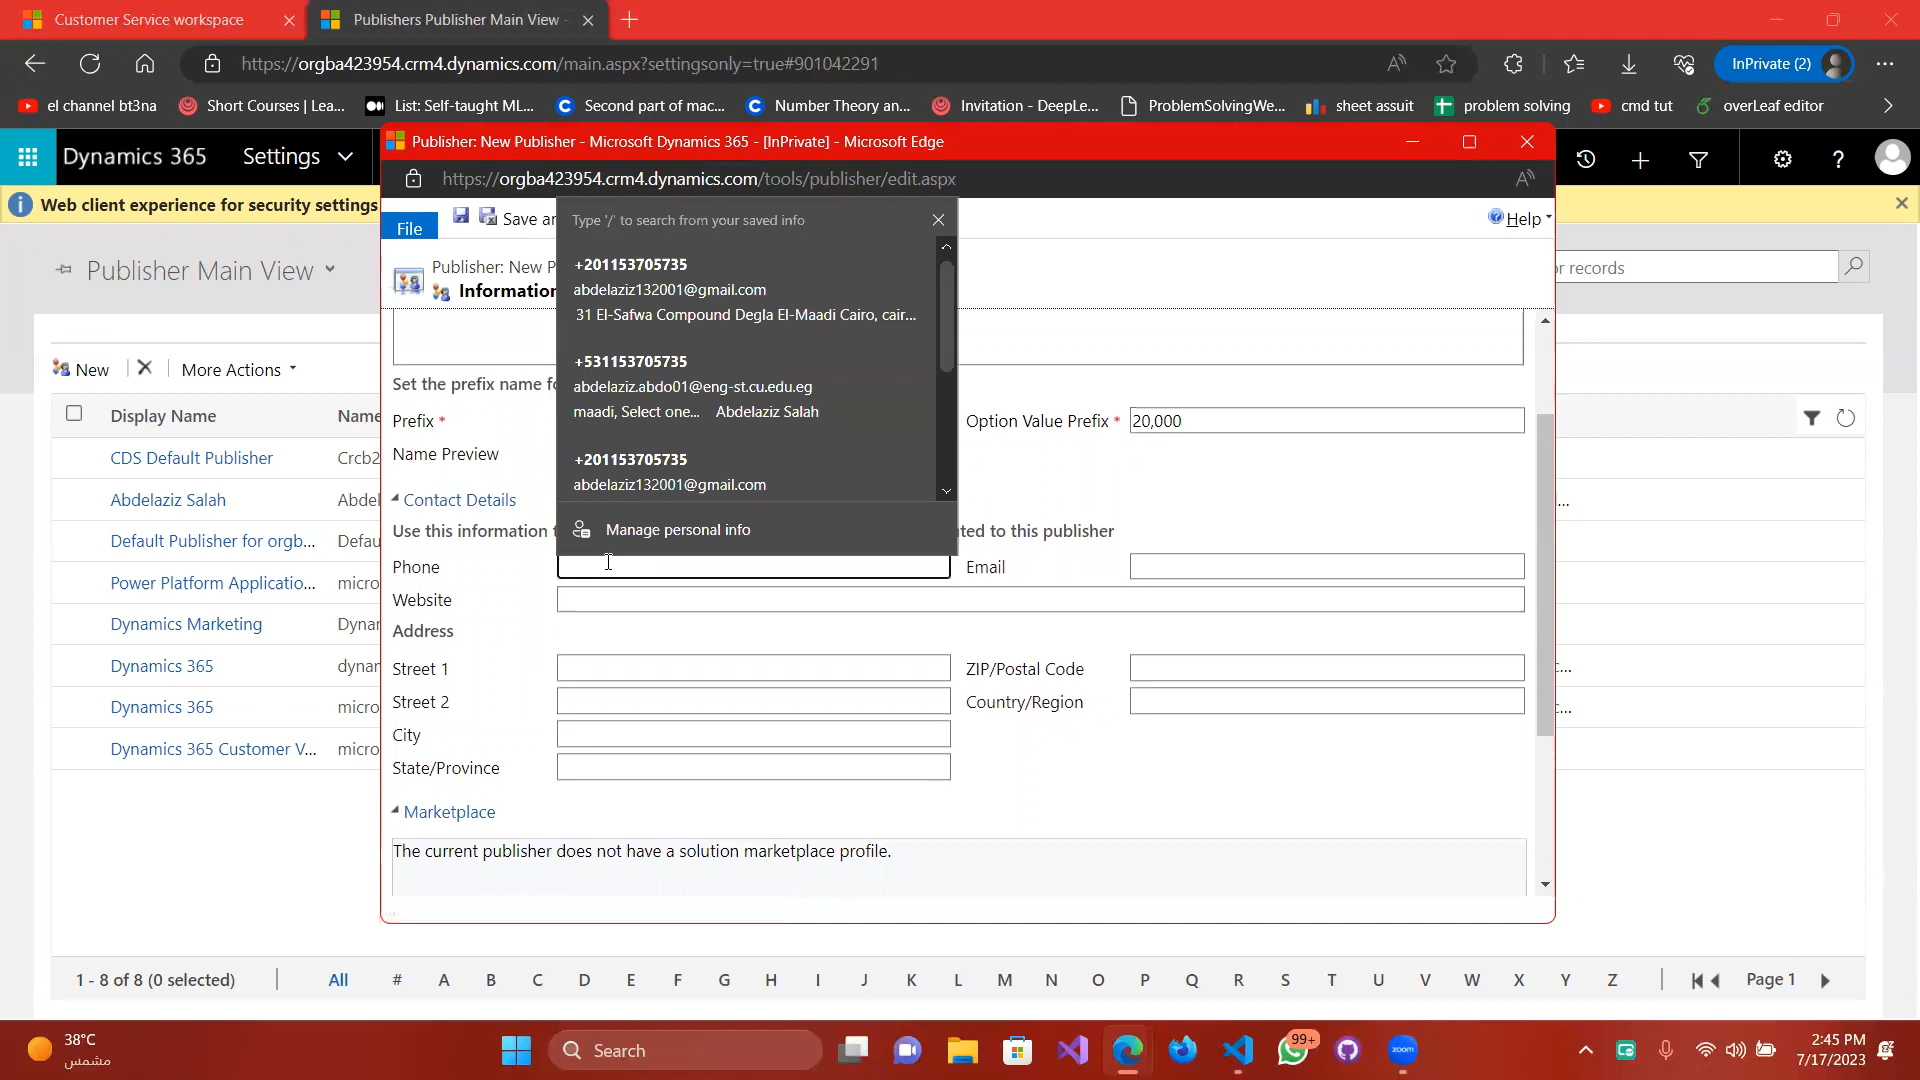 Customer Service workspace
Publishers Publisher Main View -
https://orgba423954.crm4.dynamics.com/main.aspx?settingsonly=true#901042291
InPrivate (2)
el channel bt3na
Short Courses | Lea...
List: Self-taught ML...
Second part of mac...
Number Theory an...
Invitation - DeepLe...
ProblemSolvingWe...
sheet assuit
problem solving
cmd tut
overLeaf editor
Dynamics 365
Settings
Publisher: New Publisher - Microsoft Dynamics 365 - [InPrivate] - Microsoft Edge
https://orgba423954.crm4.dynamics.com/tools/publisher/edit.aspx
Web client experience for security settings
File
Save an
Help
Type '/' to search from your saved info
Publisher Main View
Publisher: New P
Information
or records
+201153705735
abdelaziz132001@gmail.com
31 El-Safwa Compound Degla El-Maadi Cairo, cair...
+531153705735
abdelaziz.abdo01@eng-st.cu.edu.eg
maadi, Select one... Abdelaziz Salah
+201153705735
abdelaziz132001@gmail.com
Manage personal info
New
More Actions
Set the prefix name fo
Prefix *
Option Value Prefix * 20,000
Name Preview
Display Name
Name
CDS Default Publisher Crcb2
Abdelaziz Salah Abdel
Default Publisher for orgb... Defau
Power Platform Applicatio... micro
Dynamics Marketing Dynar
Dynamics 365 dynar
Dynamics 365 micro
Dynamics 365 Customer V... micro
Contact Details
Use this information t
ted to this publisher
Phone
Email
Website
Address
Street 1
ZIP/Postal Code
Street 2
Country/Region
City
State/Province
Marketplace
The current publisher does not have a solution marketplace profile.
...
c...
c...
1 - 8 of 8 (0 selected)
All # A B C D E F G H I J K L M N O P Q R S T U V W X Y Z
Page 1
38°C
مشمس
Search
99+
zoom
2:45 PM
7/17/2023